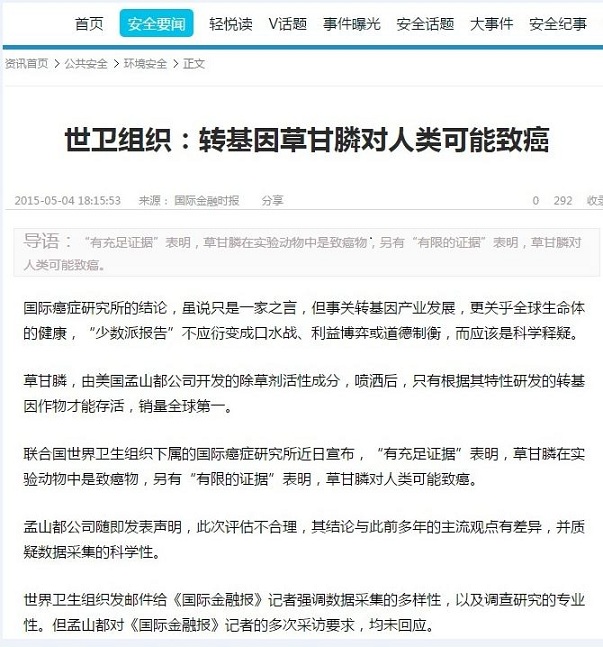 首页 安全要闻 轻悦读 V话题 事件曝光 安全话题 大事件 安全纪事
资讯首页 > 公共安全 > 环境安全 > 正文
世卫组织：转基因草甘膦对人类可能致癌
2015-05-04 18:15:53 来源： 国际金融时报 分享 0 292 收录
导语： “有充足证据”表明，草甘膦在实验动物中是致癌物，另有“有限的证据”表明，草甘膦对
人类可能致癌。
国际癌症研究所的结论，虽说只是一家之言，但事关转基因产业发展，更关乎全球生命体
的健康，“少数派报告”不应衍变成口水战、利益博弈或道德制衡，而应该是科学释疑。
草甘膦，由美国孟山都公司开发的除草剂活性成分，喷洒后，只有根据其特性研发的转基
因作物才能存活，销量全球第一。
联合国世界卫生组织下属的国际癌症研究所近日宣布，“有充足证据”表明，草甘膦在实
验动物中是致癌物，另有“有限的证据”表明，草甘膦对人类可能致癌。
孟山都公司随即发表声明，此次评估不合理，其结论与此前多年的主流观点有差异，并质
疑数据采集的科学性。
世界卫生组织发邮件给《国际金融报》记者强调数据采集的多样性，以及调查研究的专业
性。但孟山都对《国际金融报》记者的多次采访要求，均未回应。